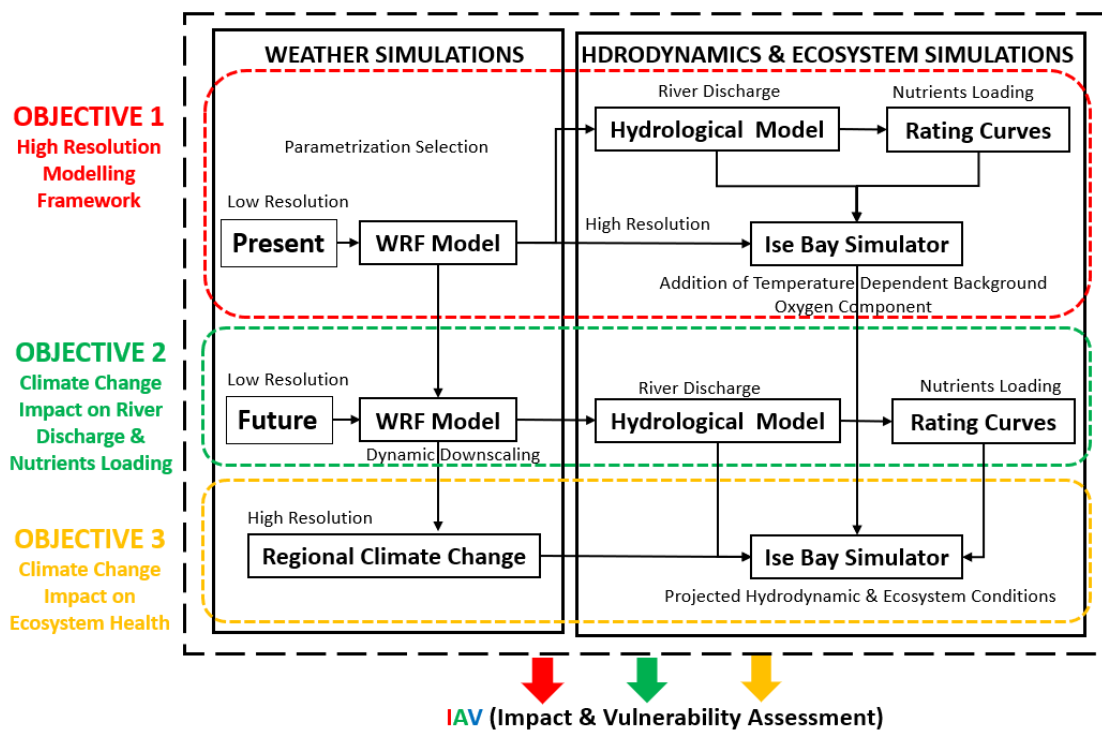 WEATHER SIMULATIONS
HDRODYNAMICS & ECOSYSTEM SIMULATIONS
OBJECTIVE 1
High Resolution
Modelling
Framework
Parametrization Selection
River Discharge
Nutrients Loading
Hydrological Model
Rating Curves
Low Resolution
Present
WRF Model
High Resolution
Ise Bay Simulator
Addition of Temperature Dependent Background
Oxygen Component
OBJECTIVE 2
Climate Change
Impact on River
Discharge &
Nutrients Loading
Low Resolution
River Discharge
Nutrients Loading
Future
WRF Model
Hydrological Model
Rating Curves
Dynamic Downscaling
OBJECTIVE 3
Climate Change
Impact on
Ecosystem Health
High Resolution
Regional Climate Change
Ise Bay Simulator
Projected Hydrodynamic & Ecosystem Conditions
IAV (Impact & Vulnerability Assessment)